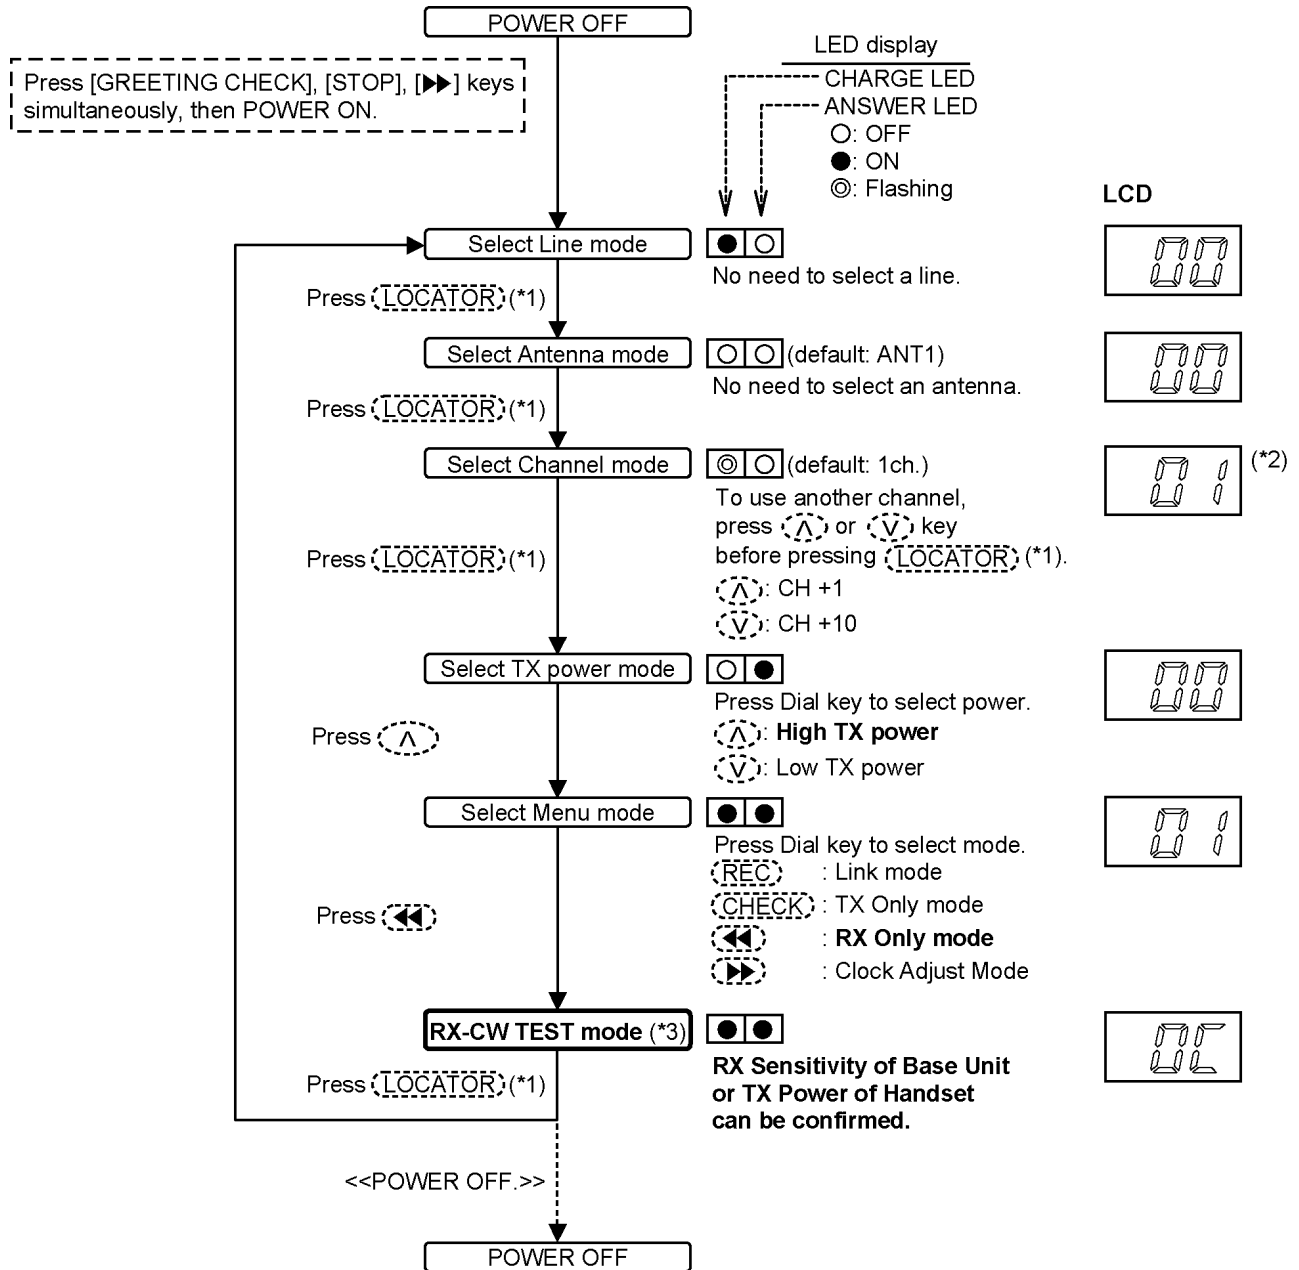 POWER OFF
Press [GREETING CHECK], [STOP], [▶▶] keys
simultaneously, then POWER ON.
LED display
CHARGE LED
ANSWER LED
○: OFF
●: ON
◎: Flashing
LCD
Select Line mode
No need to select a line.
00
Press (LOCATOR) (*1)
Select Antenna mode
(default: ANT1)
No need to select an antenna.
00
Press (LOCATOR) (*1)
Select Channel mode
(default: 1ch.)
01
(*2)
To use another channel,
press (Λ) or (V) key
before pressing (LOCATOR) (*1).
(Λ): CH +1
(V): CH +10
Press (LOCATOR) (*1)
Select TX power mode
00
Press Dial key to select power.
(Λ): High TX power
(V): Low TX power
Press (Λ)
Select Menu mode
01
Press Dial key to select mode.
(REC) : Link mode
(CHECK) : TX Only mode
(◀◀) : RX Only mode
(▶▶) : Clock Adjust Mode
Press (◀◀)
RX-CW TEST mode (*3)
0C
RX Sensitivity of Base Unit
or TX Power of Handset
can be confirmed.
Press (LOCATOR) (*1)
<<POWER OFF.>>
POWER OFF